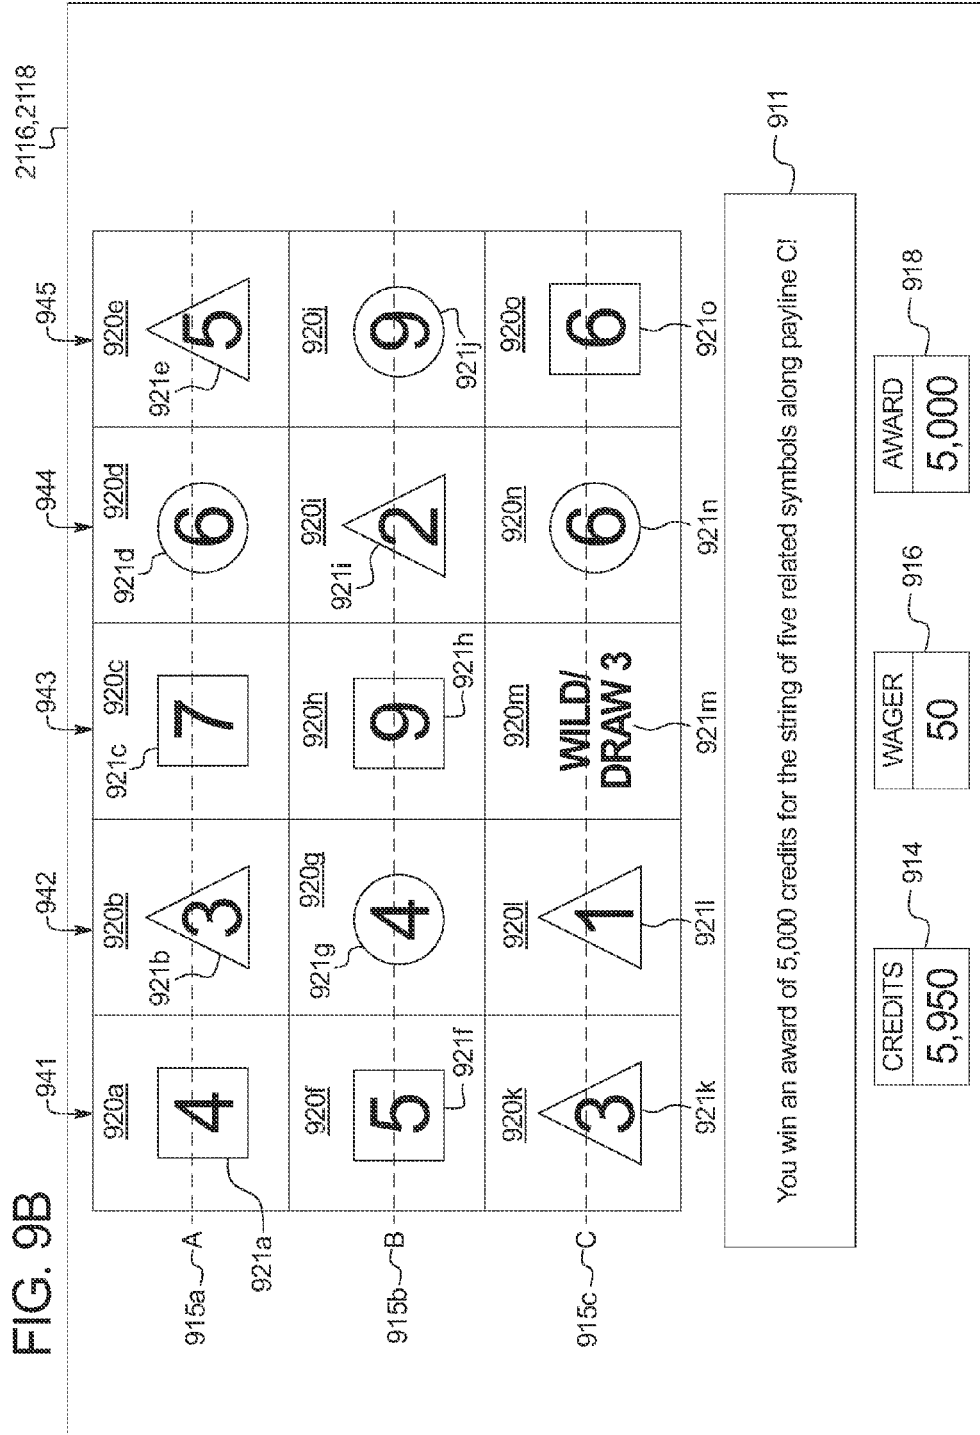 FIG. 9B
2116,2118
941 942 943 944 945
920a 920b 920c 920d 920e
921b 921c 921d 921e
915a A 4 3 7 6 5
921a
920f 920g 920h 920i 920j
921g 921i
915b B 5 4 9 2 9
921f 921h 921j
920k 920l 920m 920n 920o
915c C 3 1 WILD/ 6 6
DRAW 3
921k 921l 921m 921n 921o
911
You win an award of 5,000 credits for the string of five related symbols along payline C!
914 916 918
CREDITS WAGER AWARD
5,950 50 5,000